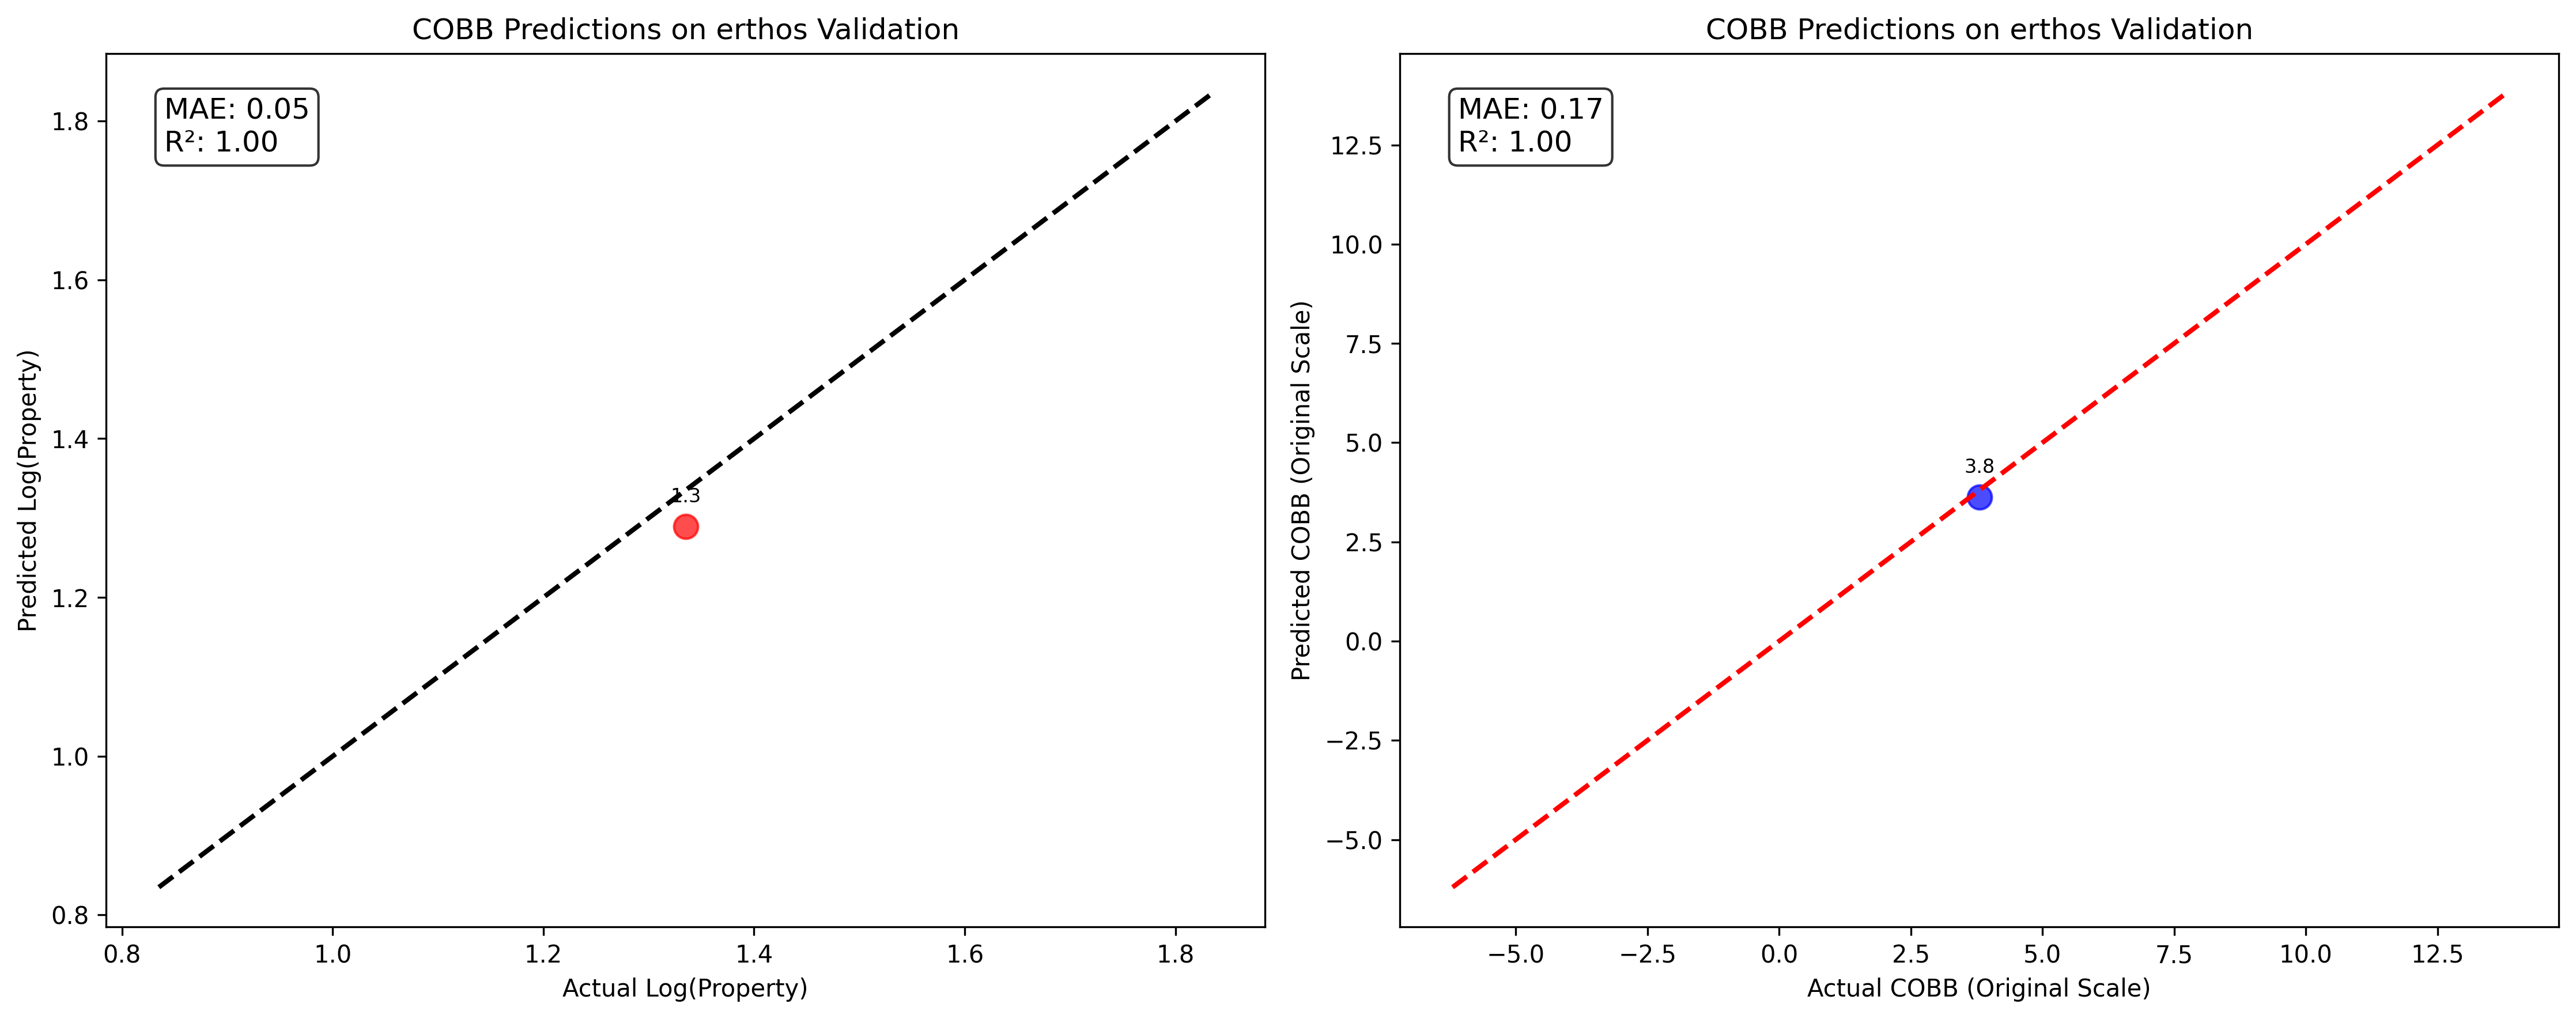 COBB Predictions on erthos Validation
MAE: 0.05
R²: 1.00
1.8
1.6
1.4
1.2
1.0
0.8
Predicted Log(Property)
1.3
0.8 1.0 1.2 1.4 1.6 1.8
Actual Log(Property)
COBB Predictions on erthos Validation
MAE: 0.17
R²: 1.00
12.5
10.0
7.5
5.0
2.5
0.0
−2.5
−5.0
Predicted COBB (Original Scale)
3.8
−5.0 −2.5 0.0 2.5 5.0 7.5 10.0 12.5
Actual COBB (Original Scale)